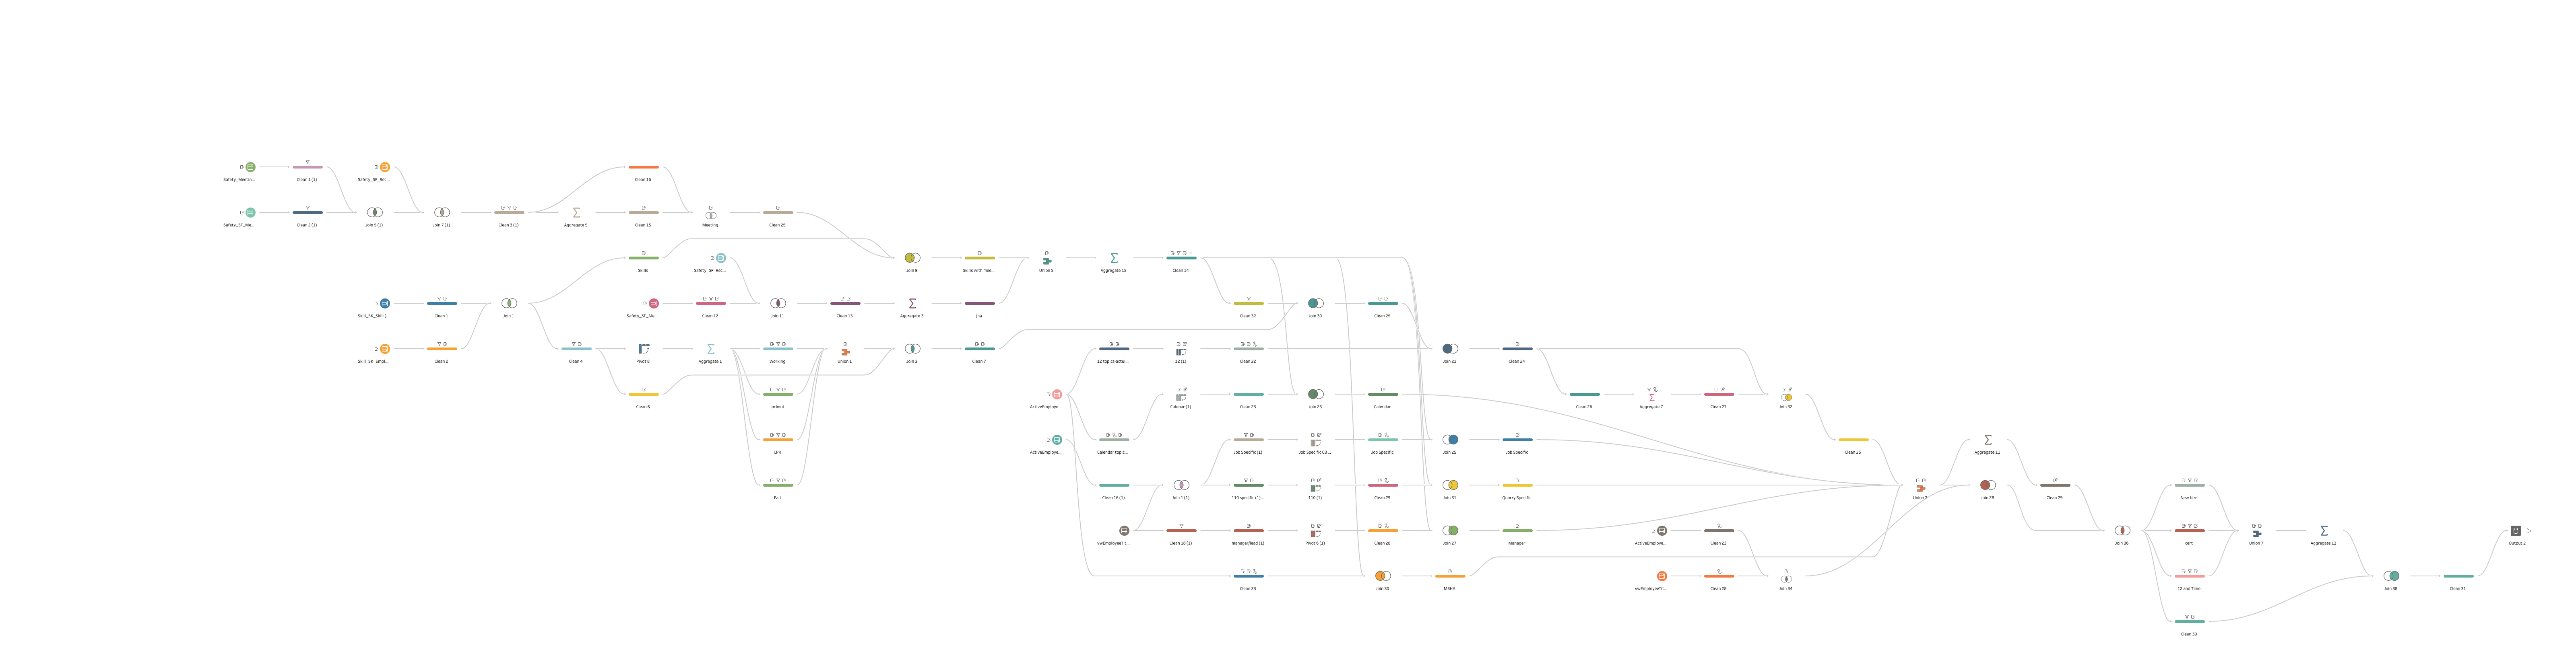 Safety_Meetin...
Clean 1 (1)
Safety_SF_Rec...
Clean 16
Safety_SF_Me...
Clean 2 (1)
Join 5 (1)
Join 7 (1)
Clean 3 (1)
Aggregate 5
Clean 15
Meeting
Clean 25
Skills
Safety_SF_Rec...
Join 9
Skills with mee...
Union 5
Aggregate 15
Clean 14
Skill_SK_Skill (...
Clean 1
Join 1
Safety_SF_Me...
Clean 12
Join 11
Clean 13
Aggregate 3
Jha
Clean 32
Join 30
Clean 25
Skill_SK_Empl...
Clean 2
Clean 4
Pivot 8
Aggregate 1
Working
Union 1
Join 3
Clean 7
12 topics-actui...
12 (1)
Clean 22
Join 21
Clean 24
Clean 6
lockout
ActiveEmploye...
Calenar (1)
Clean 23
Join 23
Calendar
Clean 26
Aggregate 7
Clean 27
Join 32
CPR
ActiveEmploye...
Calendar topic...
Job Specific (1)
Job Specific 03...
Job Specific
Join 25
Job Specific
Clean 25
Aggregate 11
Fall
Clean 16 (1)
Join 1 (1)
110 specific (1)...
110 (1)
Clean 29
Join 31
Quarry Specific
Union 7
Join 28
Clean 29
New hire
vwEmployeeTit...
Clean 18 (1)
manager/lead (1)
Pivot 6 (1)
Clean 28
Join 27
Manager
ActiveEmploye...
Clean 23
Join 36
cert
Union 7
Aggregate 13
Output 2
Clean 23
Join 30
MSHA
vwEmployeeTit...
Clean 28
Join 34
12 and Time
Join 38
Clean 31
Clean 30